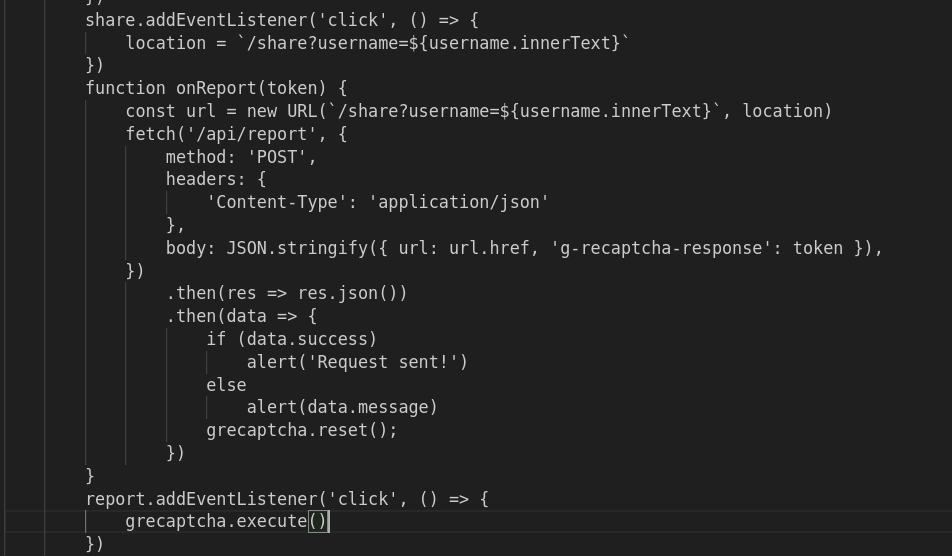 })
share.addEventListener('click', () => {
location = `/share?username=${username.innerText}`
})
function onReport(token) {
const url = new URL(`/share?username=${username.innerText}`, location)
fetch('/api/report', {
method: 'POST',
headers: {
'Content-Type': 'application/json'
},
body: JSON.stringify({ url: url.href, 'g-recaptcha-response': token }),
})
.then(res => res.json())
.then(data => {
if (data.success)
alert('Request sent!')
else
alert(data.message)
grecaptcha.reset();
})
}
report.addEventListener('click', () => {
grecaptcha.execute()
})